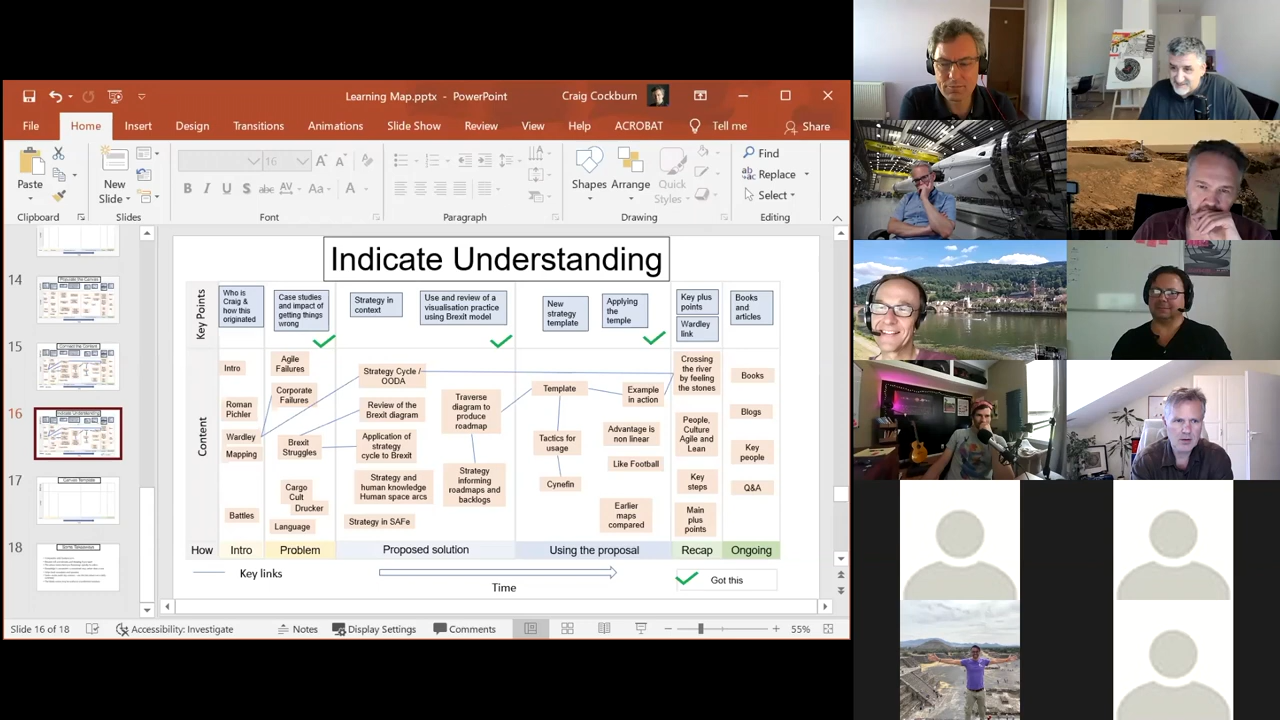 Learning Map.pptx - PowerPoint
Craig Cockburn
File
Home
Insert
Design
Transitions
Animations
Slide Show
Review
View
Help
ACROBAT
Tell me
Share
Paste
New
Slide
16
Shapes
Arrange
Quick
Styles
Find
Replace
Select
Clipboard
Slides
Font
Paragraph
Drawing
Editing
14
15
16
17
18
Indicate Understanding
Key Points
Who is
Craig &
how this
originated
Case studies
and impact of
getting things
wrong
Strategy in
context
Use and review of a
visualisation practice
using Brexit model
New
strategy
template
Applying
the
temple
Key plus
points
Wardley
link
Books
and
articles
Content
Intro
Roman
Pichler
Wardley
Mapping
Battles
Agile
Failures
Corporate
Failures
Brexit
Struggles
Cargo
Cult
Drucker
Language
Strategy Cycle /
OODA
Review of the
Brexit diagram
Application of
strategy
cycle to Brexit
Strategy and
human knowledge
Human space arcs
Strategy in SAFe
Traverse
diagram to
produce
roadmap
Strategy
informing
roadmaps and
backlogs
Template
Tactics for
usage
Cynefin
Example
in action
Advantage is
non linear
Like Football
Earlier
maps
compared
Crossing
the river
by feeling
the stones
People,
Culture
Agile and
Lean
Key
steps
Main
plus
points
Books
Blogs
Key
people
Q&A
How
Intro
Problem
Proposed solution
Using the proposal
Recap
Ongoing
Key links
Time
Got this
Slide 16 of 18
Accessibility: Investigate
Notes
Display Settings
Comments
55%